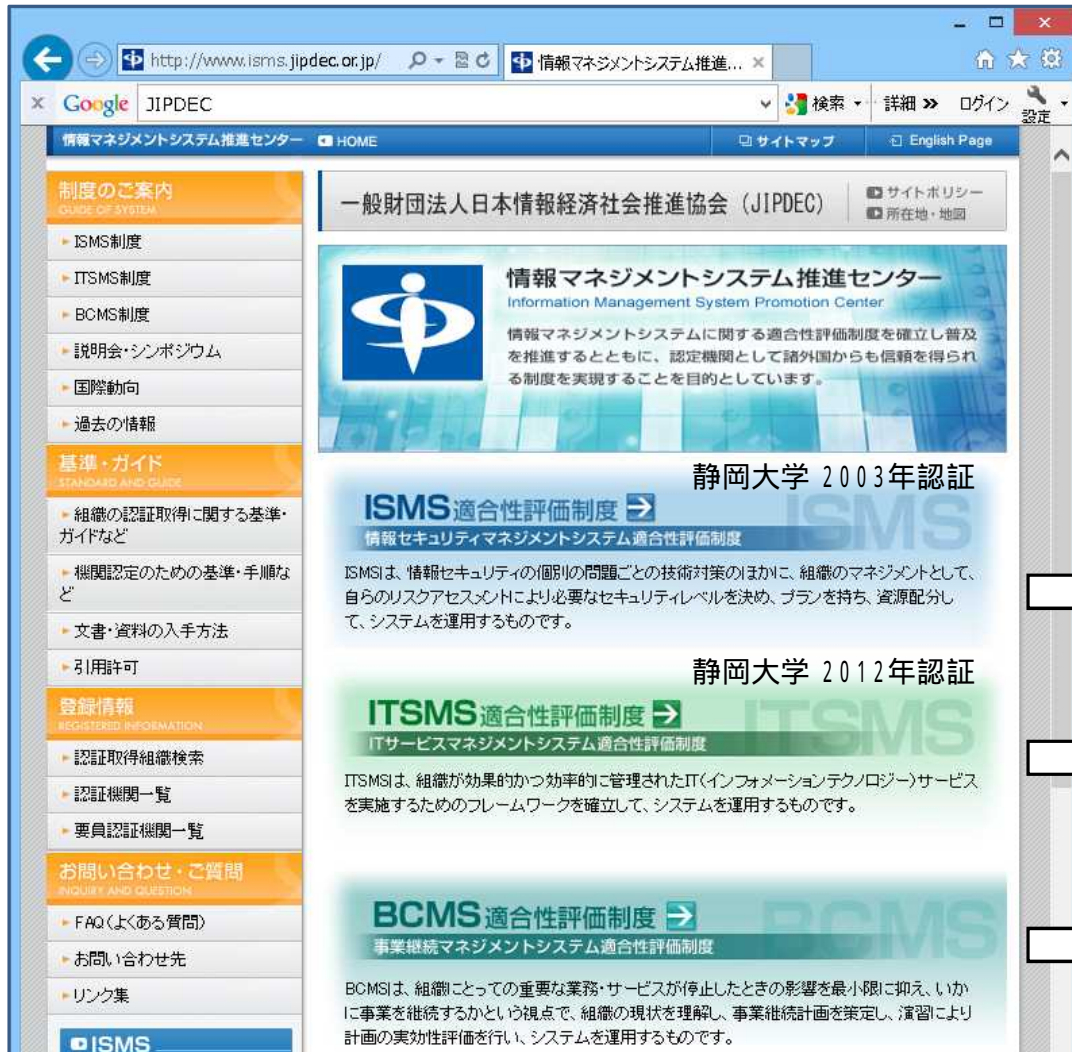 http://www.isms.jipdec.or.jp/
情報マネジメントシステム推進...
Google JIPDEC 検索 詳細 >> ログイン 設定
情報マネジメントシステム推進センター HOME サイトマップ English Page
制度のご案内
GUIDE OF SYSTEM
ISMS制度
ITSMS制度
BCMS制度
説明会・シンポジウム
国際動向
過去の情報
基準・ガイド
STANDARD AND GUIDE
組織の認証取得に関する基準・
ガイドなど
機関認定のための基準・手順な
ど
文書・資料の入手方法
引用許可
登録情報
REGISTERED INFORMATION
認証取得組織検索
認証機関一覧
要員認証機関一覧
お問い合わせ・ご質問
INQUIRY AND QUESTION
FAQ(よくある質問)
お問い合わせ先
リンク集
ISMS
一般財団法人日本情報経済社会推進協会 (JIPDEC)
サイトポリシー
所在地・地図
情報マネジメントシステム推進センター
Information Management System Promotion Center
情報マネジメントシステムに関する適合性評価制度を確立し普及
を推進するとともに、認定機関として諸外国からも信頼を得られ
る制度を実現することを目的としています。
静岡大学 2003年認証
ISMS適合性評価制度
ISMS
情報セキュリティマネジメントシステム適合性評価制度
ISMSは、情報セキュリティの個別の問題ごとの技術対策のほかに、組織のマネジメントとして、
自らのリスクアセスメントにより必要なセキュリティレベルを決め、プランを持ち、資源配分し
て、システムを運用するものです。
静岡大学 2012年認証
ITSMS適合性評価制度
ITSMS
ITサービスマネジメントシステム適合性評価制度
ITSMSは、組織が効果的かつ効率的に管理されたIT(インフォメーションテクノロジー)サービス
を実施するためのフレームワークを確立して、システムを運用するものです。
BCMS適合性評価制度
BCMS
事業継続マネジメントシステム適合性評価制度
BCMSは、組織にとっての重要な業務・サービスが停止したときの影響を最小限に抑え、いか
に事業を継続するかという視点で、組織の現状を理解し、事業継続計画を策定し、演習により
計画の実効性評価を行い、システムを運用するものです。